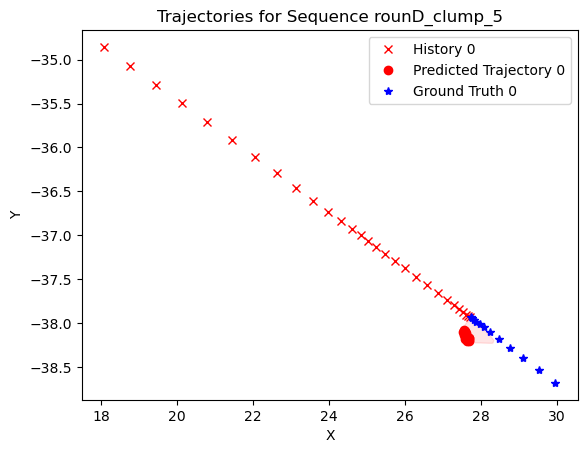 Trajectories for Sequence rounD_clump_5
History 0
Predicted Trajectory 0
Ground Truth 0
−35.0
−35.5
−36.0
−36.5
−37.0
−37.5
−38.0
−38.5
Y
18
20
22
24
26
28
30
X